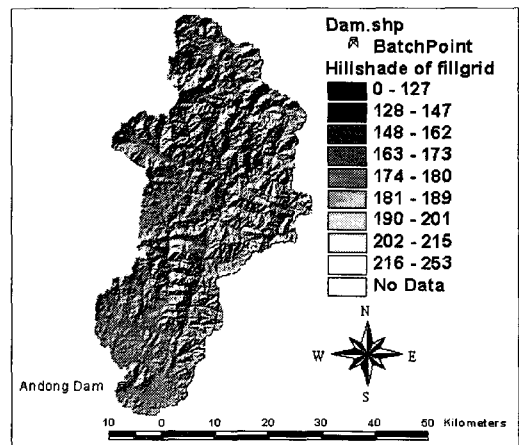 Dam.shp
BatchPoint
Hillshade of fillgrid
0 - 127
128 - 147
148 - 162
163 - 173
174 - 180
181 - 189
190 - 201
202 - 215
216 - 253
No Data
N
W E
S
Andong Dam
10 0 10 20 30 40 50 Kilometers